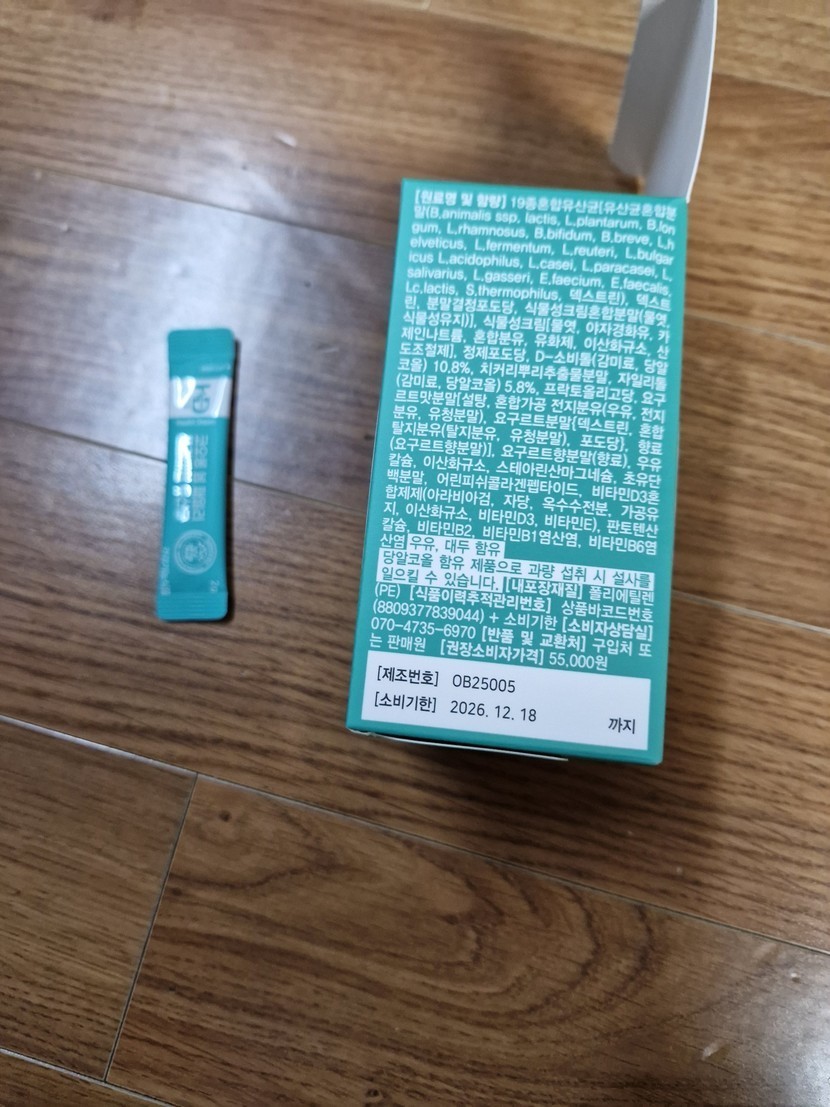 [원료명 및 함량] 19종혼합유산균[유산균혼합분
말(B,animalis ssp. lactis, L,plantarum, B,lon
gum, L,rhamnosus, B,bifidum, B,breve, L,h
elveticus, L,fermentum, L,reuteri, L,bulgar
icus L,acidophilus, L,casei, L,paracasei, L,
salivarius, L,gasseri, E,faecium, E,faecalis,
Lc,lactis, S,thermophilus, 덱스트린), 덱스트
린, 분말결정포도당, 식물성크림혼합분말(물엿,
식물성유지)], 식물성크림[물엿, 야자경화유, 카
제인나트륨, 혼합분유, 유화제, 이산화규소, 산
도조절제], 정제포도당, D-소비톨(감미료, 당알
코올) 10.8%, 치커리뿌리추출물분말, 자일리톨
(감미료, 당알코올) 5.8%, 프락토올리고당, 요구
르트맛분말[설탕, 혼합가공 전지분유(우유, 전지
분유, 유청분말), 요구르트분말{덱스트린, 혼합
탈지분유(탈지분유, 유청분말), 포도당}, 향료
(요구르트향분말)], 요구르트향분말(향료), 우유
칼슘, 이산화규소, 스테아린산마그네슘, 초유단
백분말, 어린피쉬콜라겐펩타이드, 비타민D3혼
합제제(아라비아검, 자당, 옥수수전분, 가공유
지, 이산화규소, 비타민D3, 비타민E), 판토텐산
칼슘, 비타민B2, 비타민B1염산염, 비타민B6염
산염 우유, 대두 함유
당알코올 함유 제품으로 과량 섭취 시 설사를
일으킬 수 있습니다. [내포장재질] 폴리에틸렌
(PE) [식품이력추적관리번호] 상품바코드번호
(8809377839044) + 소비기한 [소비자상담실]
070-4735-6970 [반품 및 교환처] 구입처 또
는 판매원 [권장소비자가격] 55,000원
[제조번호] OB25005
[소비기한] 2026. 12. 18 까지
2g